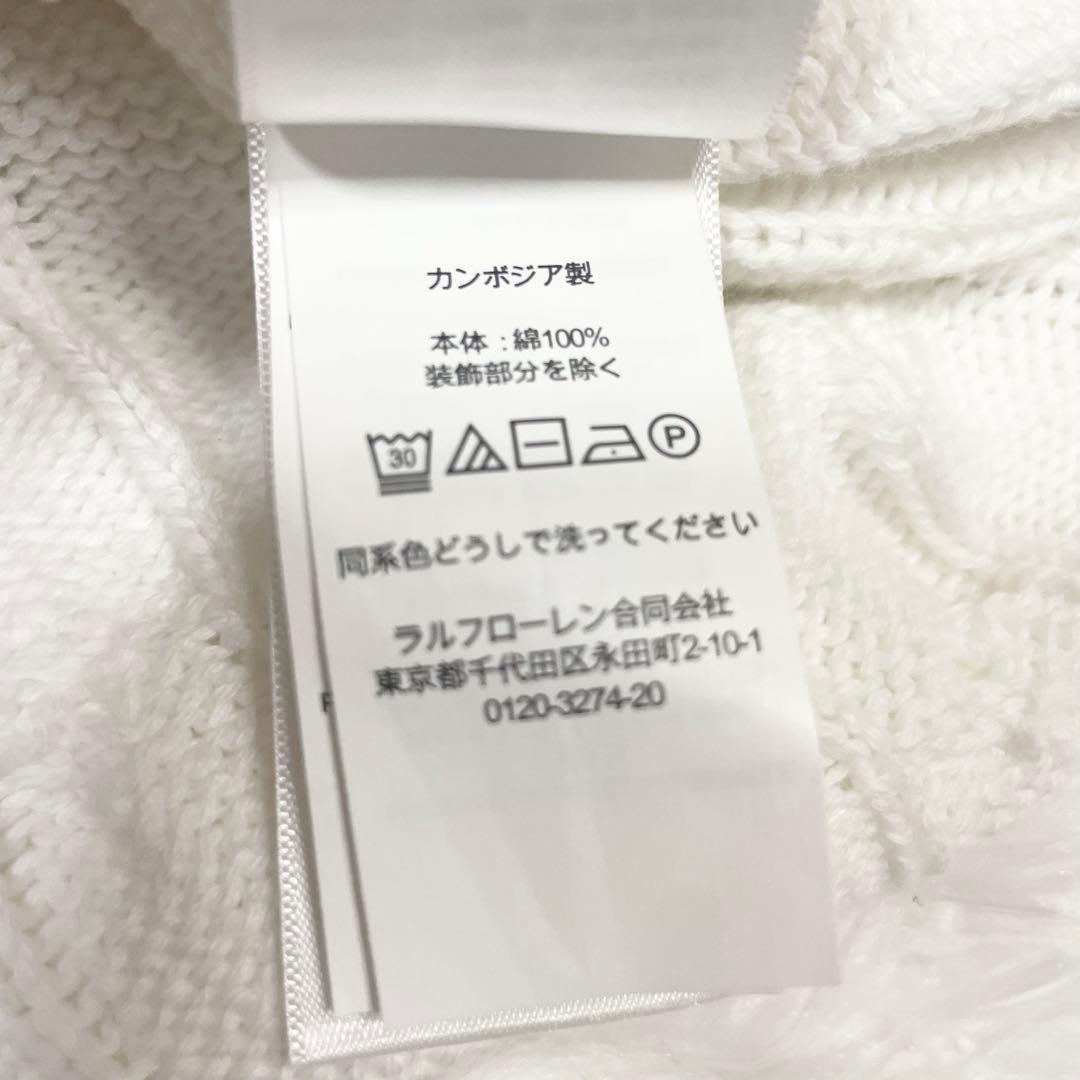 カンボジア製
本体 : 綿100%
装飾部分を除く
30 P
同系色どうしで洗ってください
ラルフローレン合同会社
東京都千代田区永田町2-10-1
0120-3274-20